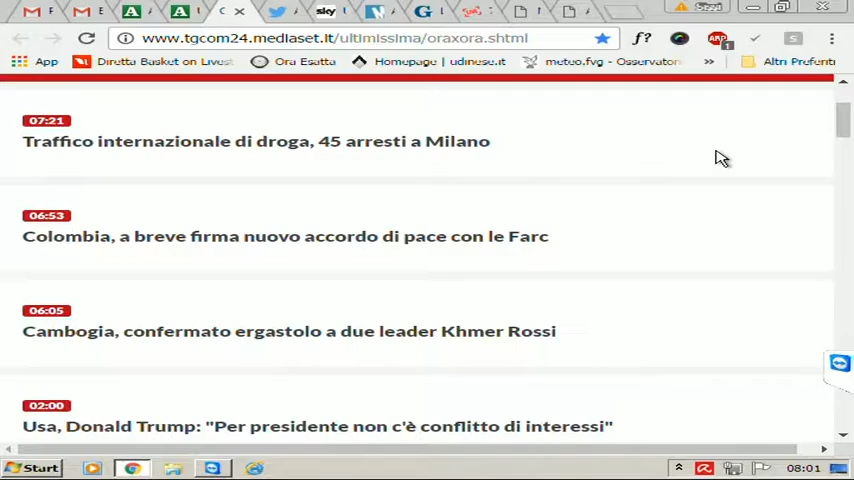 www.tgcom24.mediaset.it/ultimissima/oraxora.shtml
f?
ABP
1
S
App
Diretta Basket on Livest
Ora Esatta
Homepage | udinese.it
meteo.fvg - Osservator
»
Altri Preferiti
07:21
Traffico internazionale di droga, 45 arresti a Milano
06:53
Colombia, a breve firma nuovo accordo di pace con le Farc
06:05
Cambogia, confermato ergastolo a due leader Khmer Rossi
02:00
Usa, Donald Trump: "Per presidente non c'è conflitto di interessi"
Start
08:01